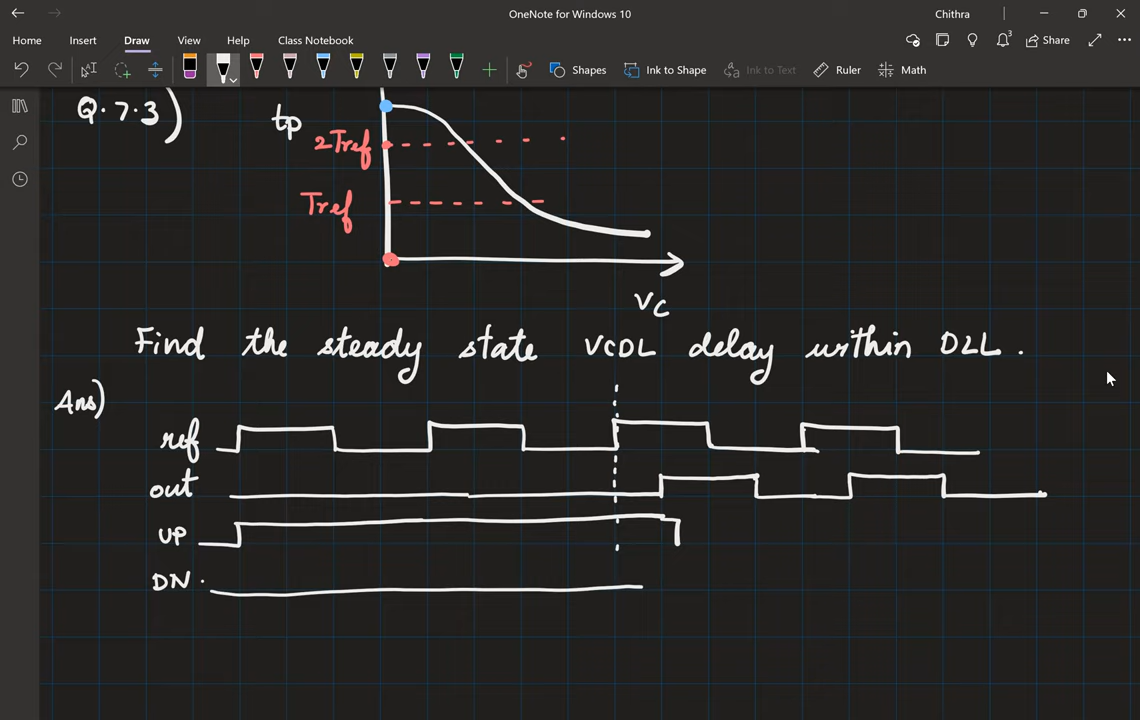 OneNote for Windows 10
Chithra
Home Insert Draw View Help Class Notebook
Share
Shapes Ink to Shape Ink to Text Ruler Math
Q.7.3)
tp
2Tref
Tref
Vc
Find the steady state VCDL delay within DLL.
Ans)
ref
out
UP
DN